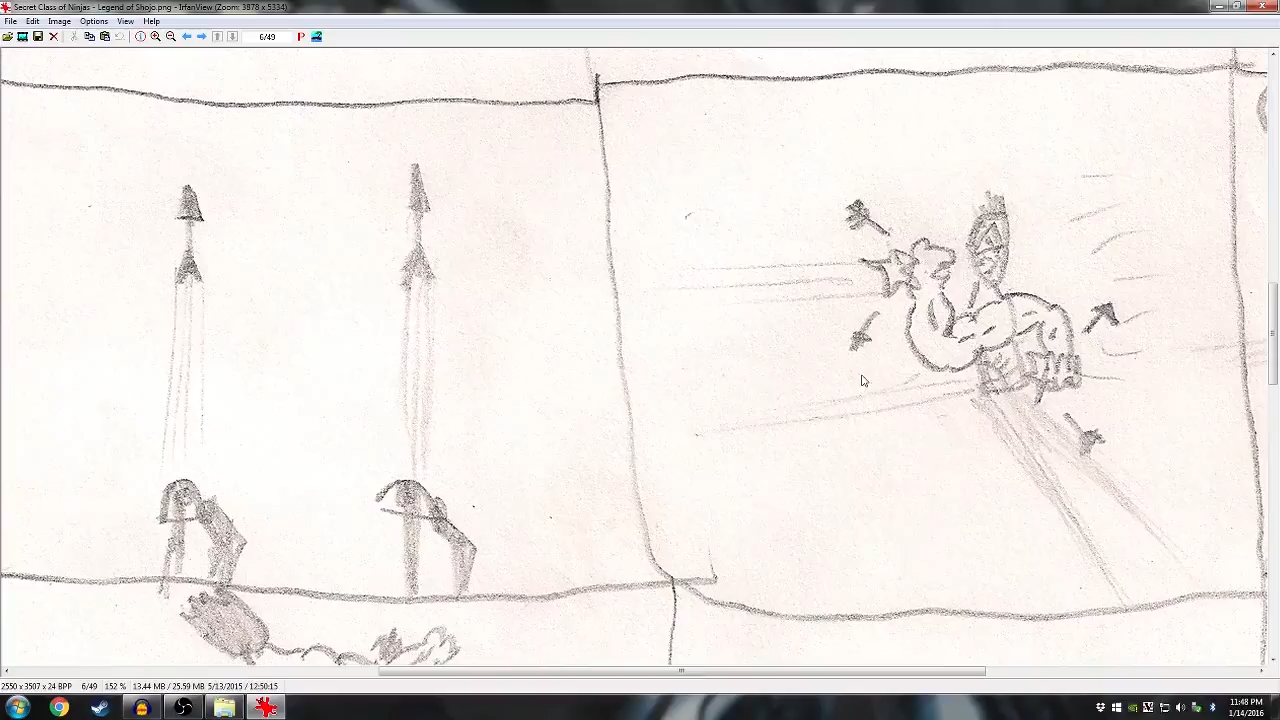 Secret Class of Ninjas - Legend of Shojo.png - IrfanView (Zoom: 3878 x 5334)
File Edit Image Options View Help
6/49
2550 x 3507 x 24 BPP 6/49 152 % 13.44 MB / 25.59 MB 5/13/2015 / 12:50:15
11:48 PM
1/14/2016